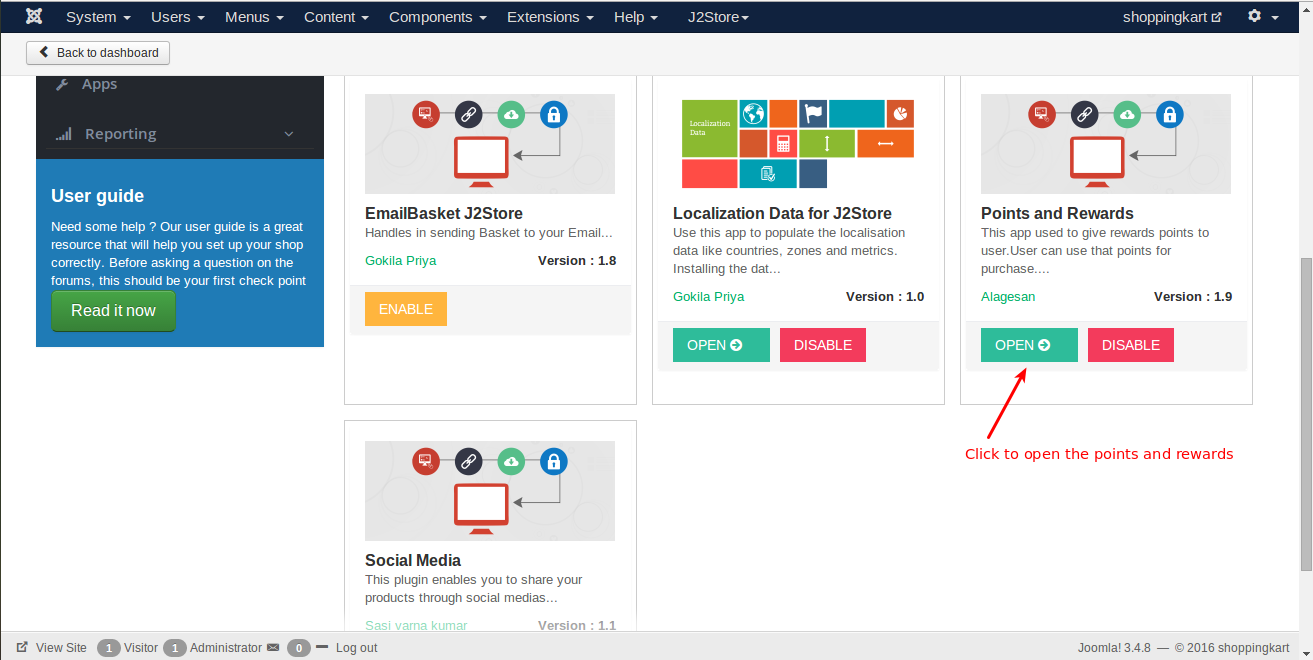 System Users Menus Content Components Extensions Help J2Store shoppingkart
Back to dashboard
Apps
Reporting
User guide
Need some help ? Our user guide is a great
resource that will help you set up your shop
correctly. Before asking a question on the
forums, this should be your first check point
Read it now
EmailBasket J2Store
Handles in sending Basket to your Email...
Gokila Priya Version : 1.8
ENABLE
Localization
Data
Localization Data for J2Store
Use this app to populate the localisation
data like countries, zones and metrics.
Installing the dat...
Gokila Priya Version : 1.0
OPEN DISABLE
Points and Rewards
This app used to give rewards points to
user.User can use that points for
purchase....
Alagesan Version : 1.9
OPEN DISABLE
Click to open the points and rewards
Social Media
This plugin enables you to share your
products through social medias...
Sasi varna kumar Version : 1.1
View Site 1 Visitor 1 Administrator 0 Log out Joomla! 3.4.8 — © 2016 shoppingkart